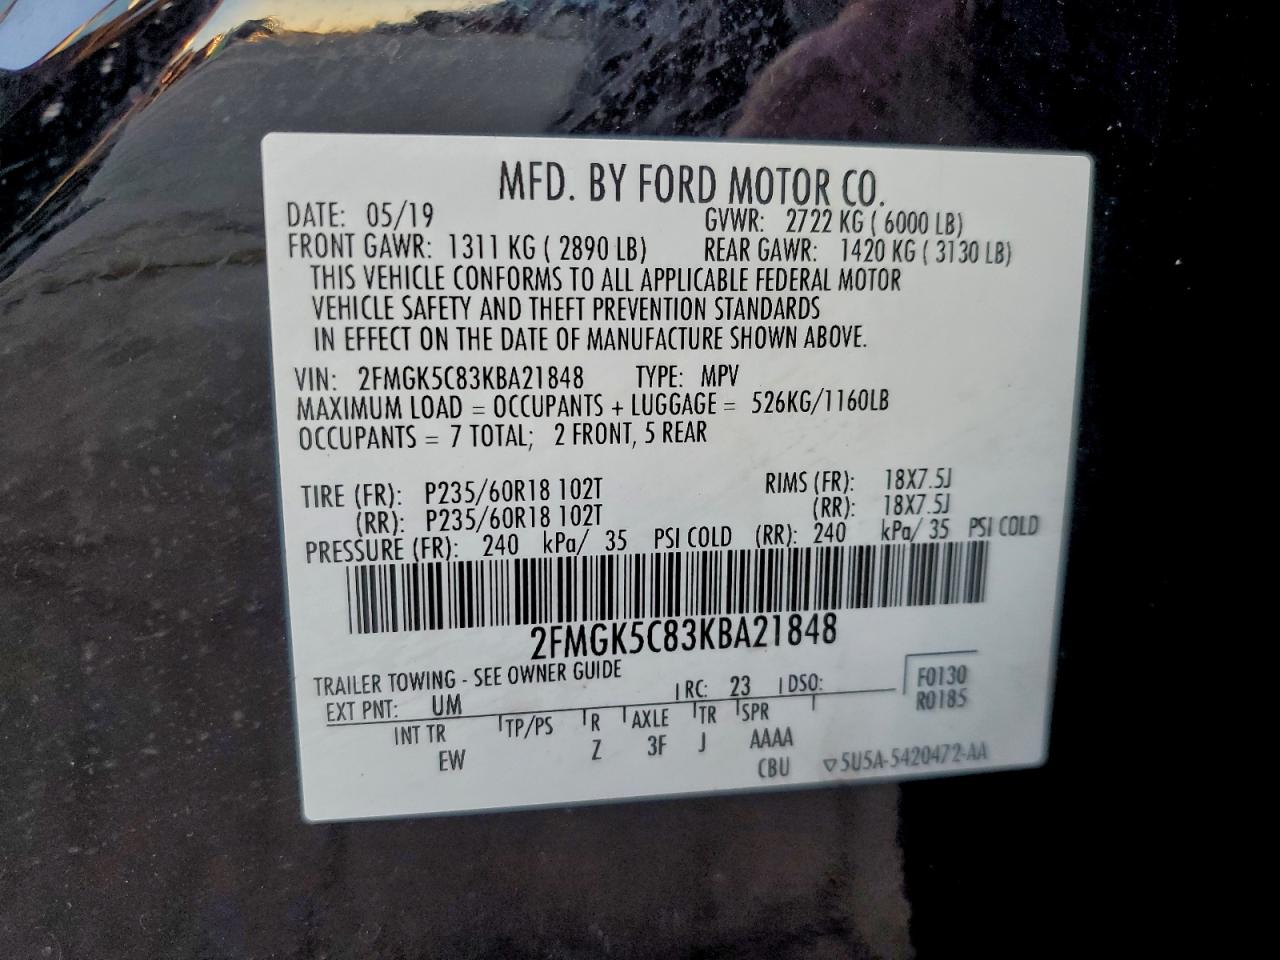 MFD. BY FORD MOTOR CO.
DATE: 05/19 GVWR: 2722 KG ( 6000 LB)
FRONT GAWR: 1311 KG ( 2890 LB) REAR GAWR: 1420 KG ( 3130 LB)
THIS VEHICLE CONFORMS TO ALL APPLICABLE FEDERAL MOTOR
VEHICLE SAFETY AND THEFT PREVENTION STANDARDS
IN EFFECT ON THE DATE OF MANUFACTURE SHOWN ABOVE.
VIN: 2FMGK5C83KBA21848 TYPE: MPV
MAXIMUM LOAD = OCCUPANTS + LUGGAGE = 526KG/1160LB
OCCUPANTS = 7 TOTAL; 2 FRONT, 5 REAR
TIRE (FR): P235/60R18 102T RIMS (FR): 18X7.5J
(RR): P235/60R18 102T (RR): 18X7.5J
PRESSURE (FR): 240 kPa/ 35 PSI COLD (RR): 240 kPa/ 35 PSI COLD
2FMGK5C83KBA21848
TRAILER TOWING - SEE OWNER GUIDE
EXT PNT: UM RC: 23 DSO: F0130
R0185
INT TR TP/PS R AXLE TR SPR
EW Z 3F J AAAA
CBU ▽5U5A-5420472-AA